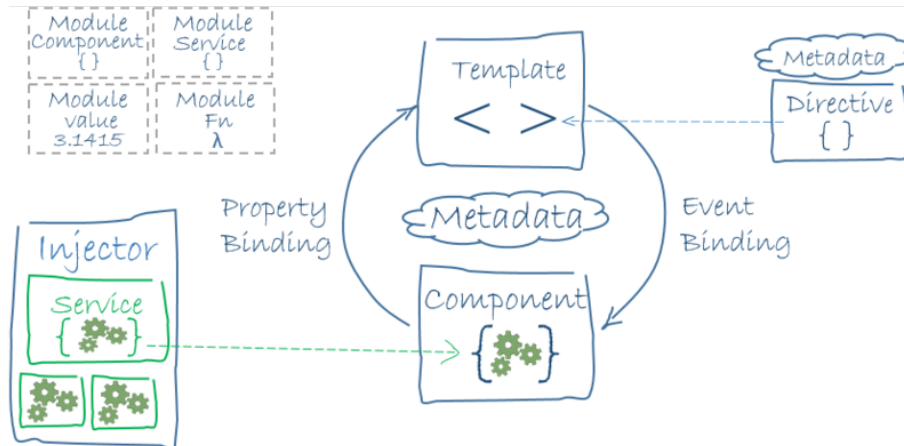 Module
Component
{ }
Module
Service
{ }
Module
value
3.1415
Module
Fn
λ
Template
< >
Metadata
Directive
{ }
Property
Binding
Metadata
Event
Binding
Injector
Service
{ }
Component
{ }